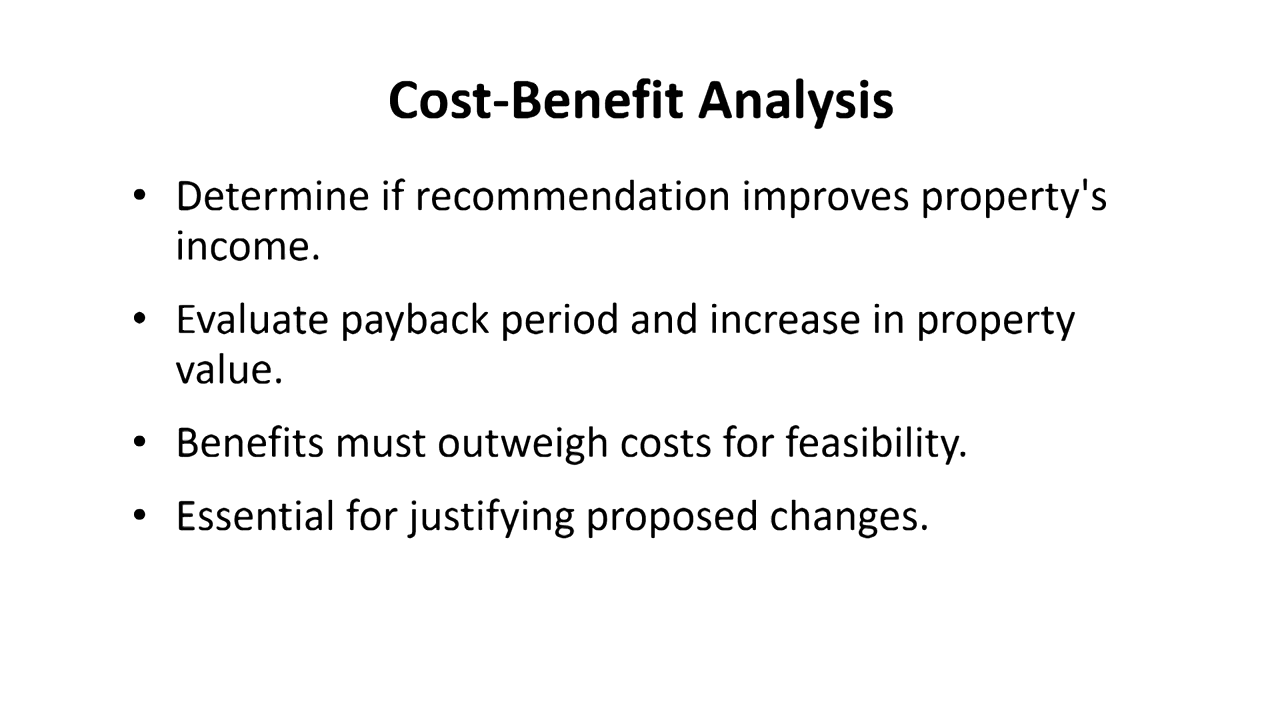 Cost-Benefit Analysis
• Determine if recommendation improves property's
income.
• Evaluate payback period and increase in property
value.
• Benefits must outweigh costs for feasibility.
• Essential for justifying proposed changes.